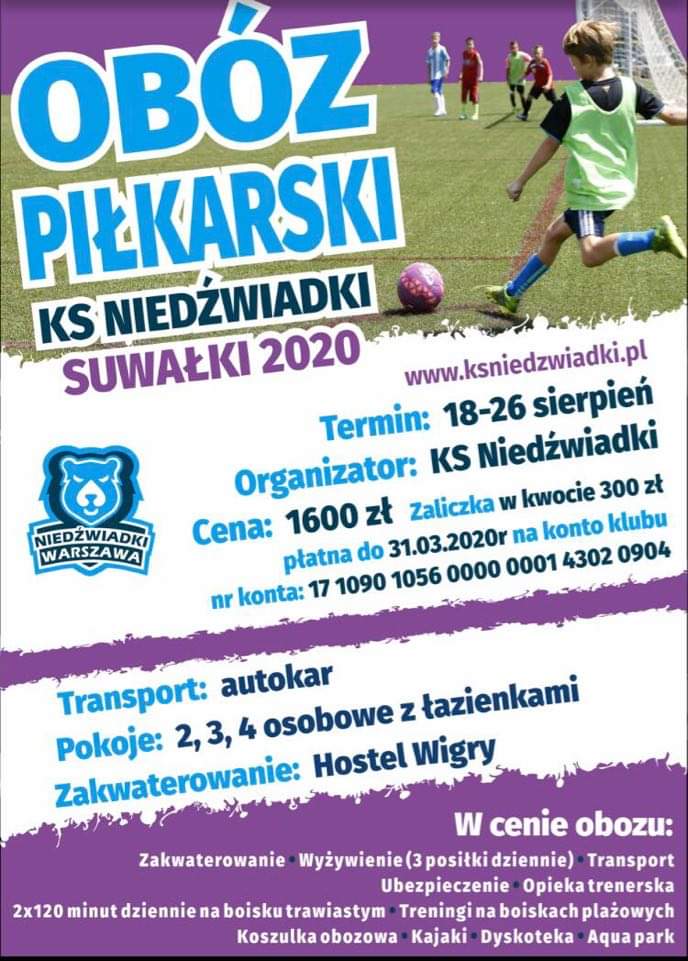 OBÓZ
PIŁKARSKI
KS NIEDŹWIADKI
SUWAŁKI 2020
www.ksniedzwiadki.pl
Termin: 18-26 sierpień
Organizator: KS Niedźwiadki
Cena: 1600 zł Zaliczka w kwocie 300 zł
płatna do 31.03.2020r na konto klubu
nr konta: 17 1090 1056 0000 0001 4302 0904
NIEDŹWIADKI
WARSZAWA
Transport: autokar
Pokoje: 2, 3, 4 osobowe z łazienkami
Zakwaterowanie: Hostel Wigry
W cenie obozu:
Zakwaterowanie • Wyżywienie (3 posiłki dziennie) • Transport
Ubezpieczenie • Opieka trenerska
2x120 minut dziennie na boisku trawiastym • Treningi na boiskach plażowych
Koszulka obozowa • Kajaki • Dyskoteka • Aqua park